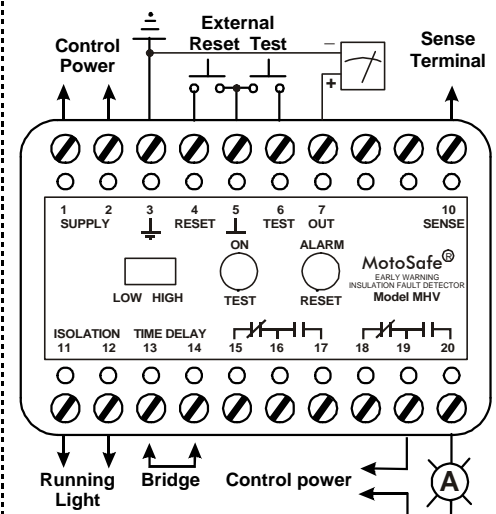 External
Control Reset Test Sense
Power Terminal
–
+
1 2 3 4 5 6 7 10
SUPPLY RESET TEST OUT SENSE
ON ALARM
MotoSafe®
EARLY WARNING
INSULATION FAULT DETECTOR
LOW HIGH TEST RESET Model MHV
ISOLATION TIME DELAY
11 12 13 14 15 16 17 18 19 20
Running Bridge Control power A
Light